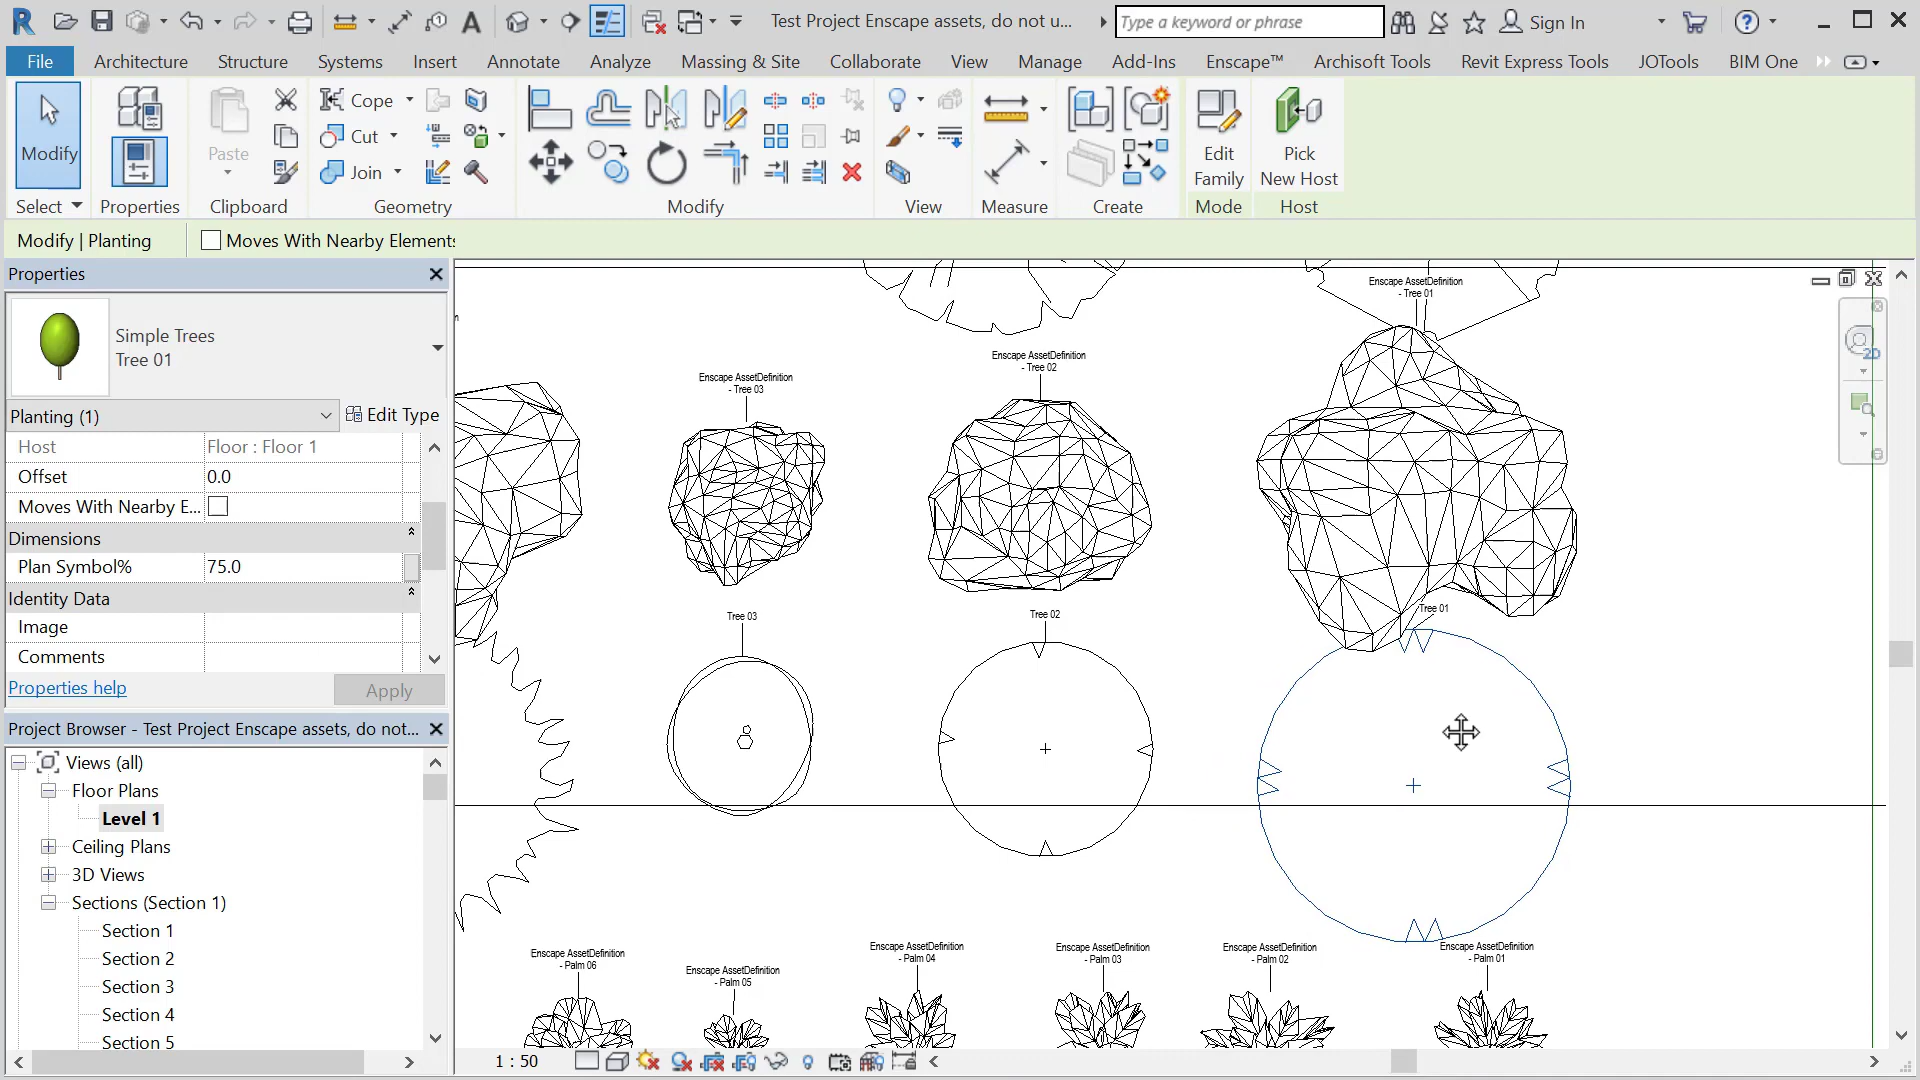 Test Project Enscape assets, do not u...
Type a keyword or phrase
Sign In
File Architecture Structure Systems Insert Annotate Analyze Massing & Site Collaborate View Manage Add-Ins Enscape™ Archisoft Tools Revit Express Tools JOTools BIM One
Modify
Paste
Cope
Cut
Join
Edit Family
Pick New Host
Select Properties Clipboard Geometry Modify View Measure Create Mode Host
Modify | Planting
Moves With Nearby Elements
Properties
Simple Trees
Tree 01
Planting (1)
Edit Type
Host Floor : Floor 1
Offset 0.0
Moves With Nearby E...
Dimensions
Plan Symbol% 75.0
Identity Data
Image
Comments
Properties help
Apply
Project Browser - Test Project Enscape assets, do not...
Views (all)
Floor Plans
Level 1
Ceiling Plans
3D Views
Sections (Section 1)
Section 1
Section 2
Section 3
Section 4
Section 5
Enscape AssetDefinition
- Tree 01
Enscape AssetDefinition
- Tree 02
Enscape AssetDefinition
- Tree 03
Tree 03
Tree 02
Tree 01
Enscape AssetDefinition
- Palm 06
Enscape AssetDefinition
- Palm 05
Enscape AssetDefinition
- Palm 04
Enscape AssetDefinition
- Palm 03
Enscape AssetDefinition
- Palm 02
Enscape AssetDefinition
- Palm 01
2D
1 : 50